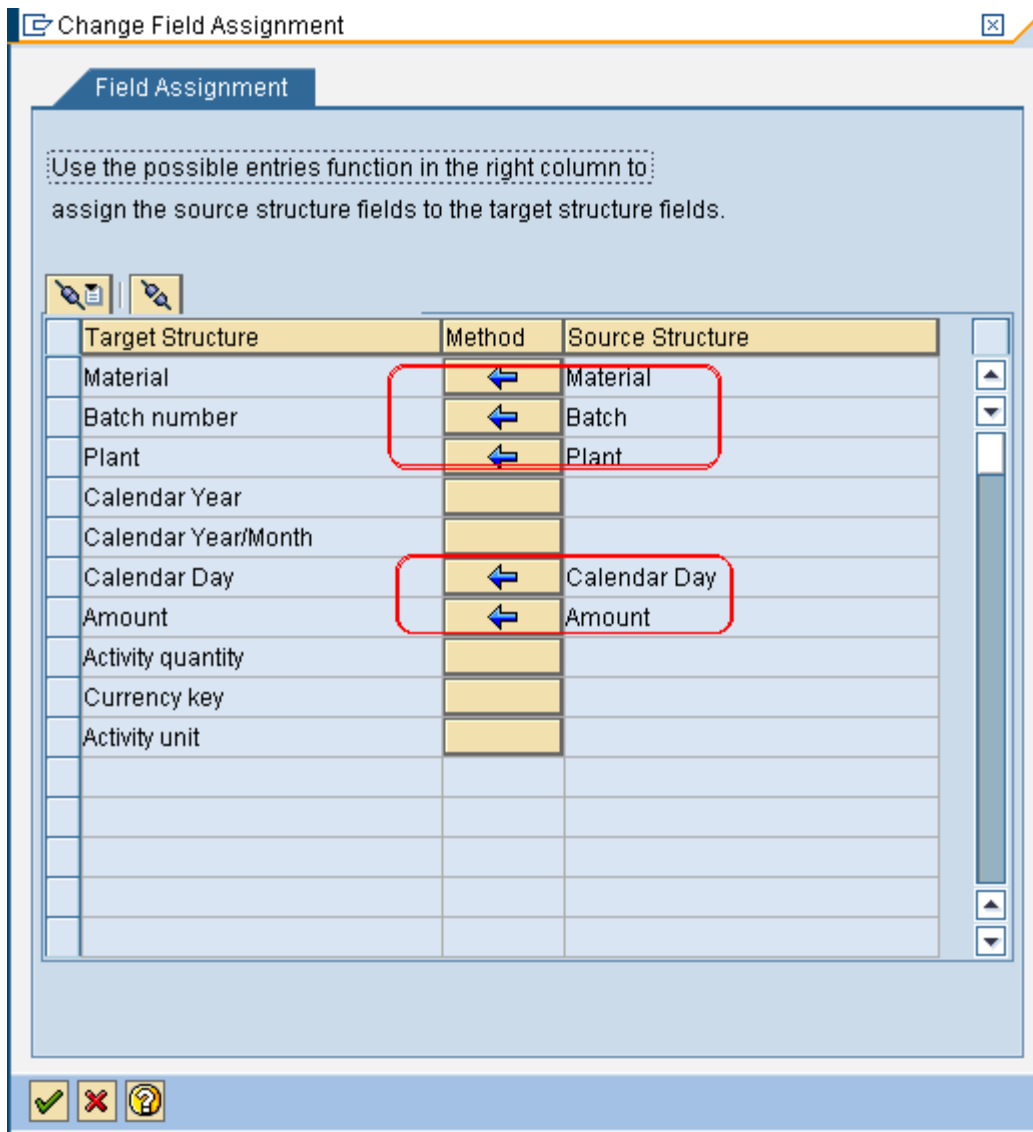 Change Field Assignment
Field Assignment
Use the possible entries function in the right column to
assign the source structure fields to the target structure fields.
Target Structure Method Source Structure
Material Material
Batch number Batch
Plant Plant
Calendar Year
Calendar Year/Month
Calendar Day Calendar Day
Amount Amount
Activity quantity
Currency key
Activity unit